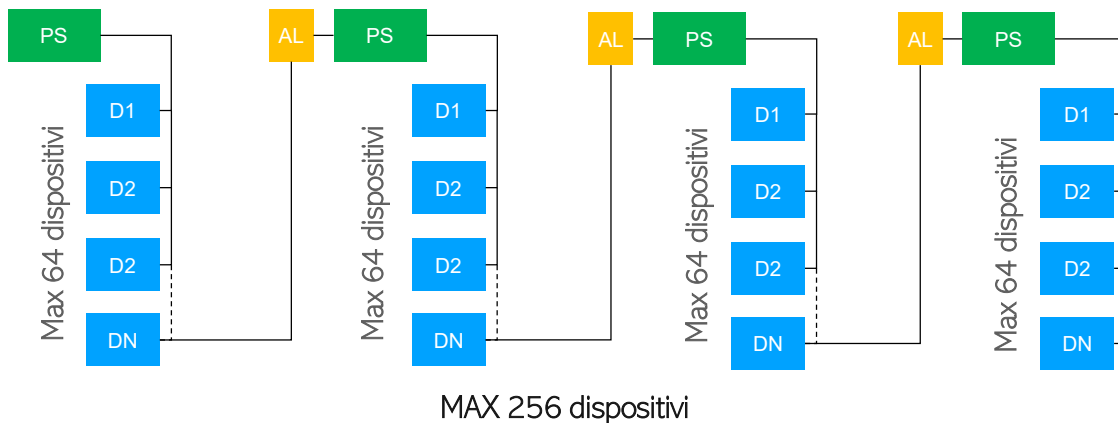 PS
AL
PS
AL
PS
AL
PS
D1
D2
D2
DN
Max 64 dispositivi
D1
D2
D2
DN
Max 64 dispositivi
D1
D2
D2
DN
Max 64 dispositivi
D1
D2
D2
DN
Max 64 dispositivi
MAX 256 dispositivi